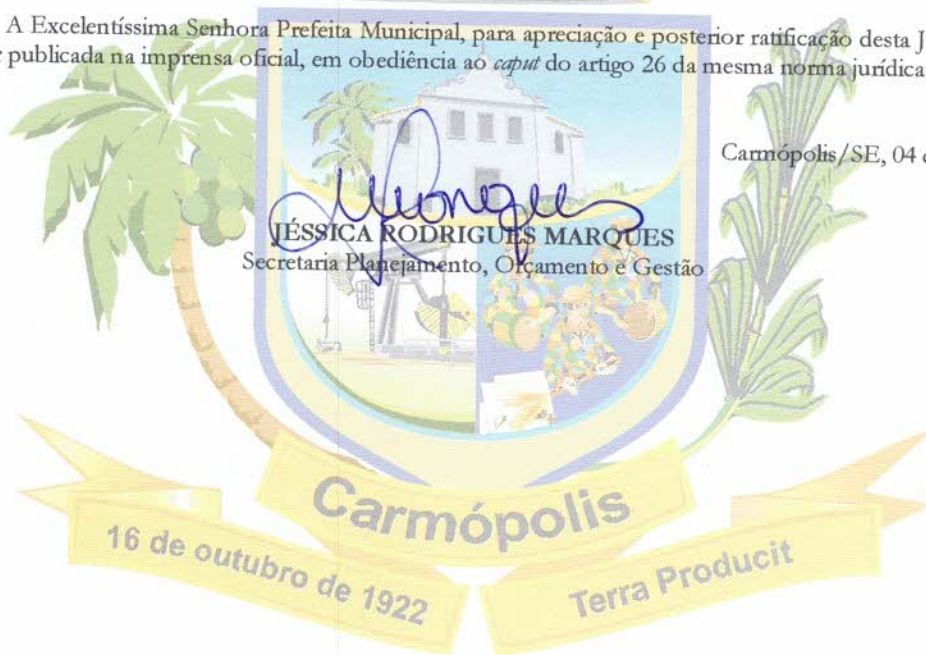 A Excelentíssima Senhora Prefeita Municipal, para apreciação e posterior ratificação desta J
publicada na imprensa oficial, em obediência ao caput do artigo 26 da mesma norma jurídica
Carmópolis/SE, 04 d
JÉSSICA RODRIGUES MARQUES
Secretaria Planejamento, Orçamento e Gestão
Carmópolis
16 de outubro de 1922
Terra Producit